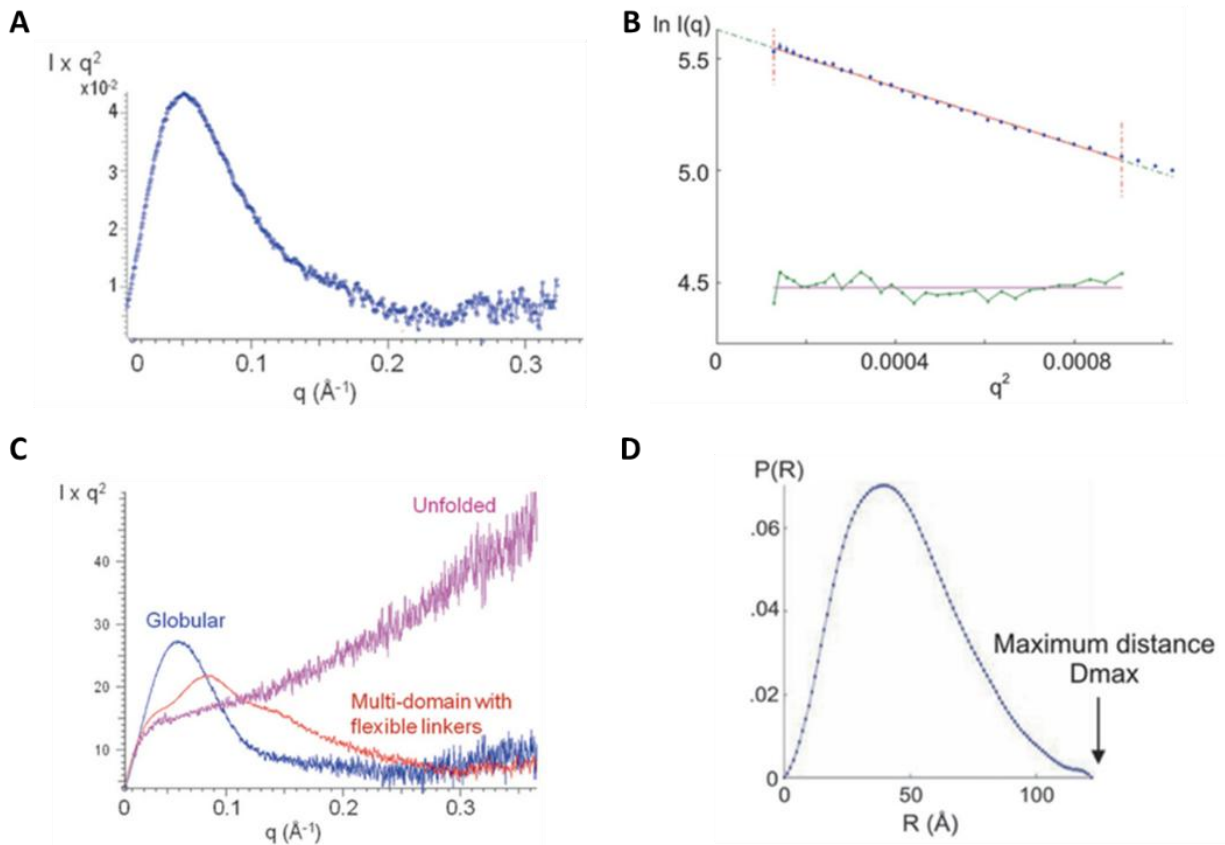 A
I x q²
x10⁻²
4
3
2
1
0 0.1 0.2 0.3
q (Å⁻¹)
B
ln I(q)
5.5
5.0
4.5
0 0.0004 0.0008
q²
C
I x q²
40
30
20
10
Unfolded
Globular
Multi-domain with
flexible linkers
0 0.1 0.2 0.3
q (Å⁻¹)
D
P(R)
.06
.04
.02
0
Maximum distance
Dmax
0 50 100
R (Å)